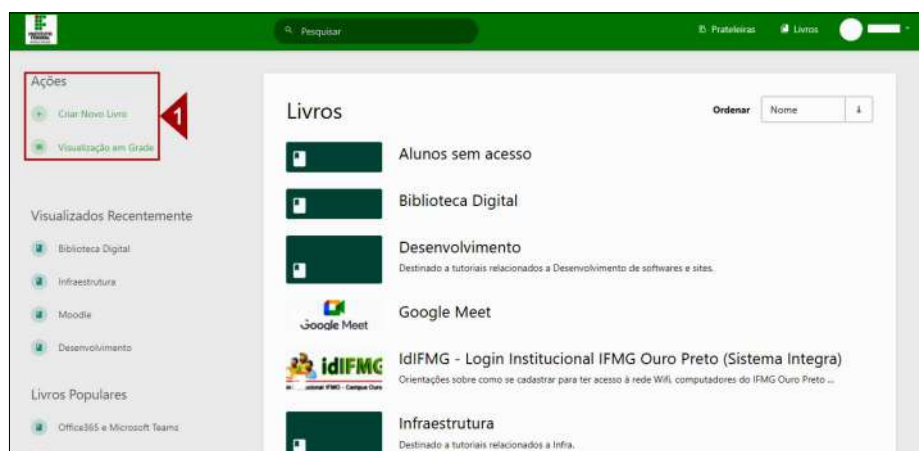 Pesquisar
Prateleiras
Livros
Ações
Criar Novo Livro
Visualização em Grade
1
Visualizados Recentemente
Biblioteca Digital
Infraestrutura
Moodle
Desenvolvimento
Livros Populares
Office365 e Microsoft Teams
Livros
Ordenar
Nome
Alunos sem acesso
Biblioteca Digital
Desenvolvimento
Destinado a tutoriais relacionados a Desenvolvimento de softwares e sites.
Google Meet
Google Meet
idIFMG
IdIFMG - Login Institucional IFMG Ouro Preto (Sistema Integra)
Orientações sobre como se cadastrar para ter acesso à rede Wifi, computadores do IFMG Ouro Preto ...
Infraestrutura
Destinado a tutoriais relacionados a Infra.